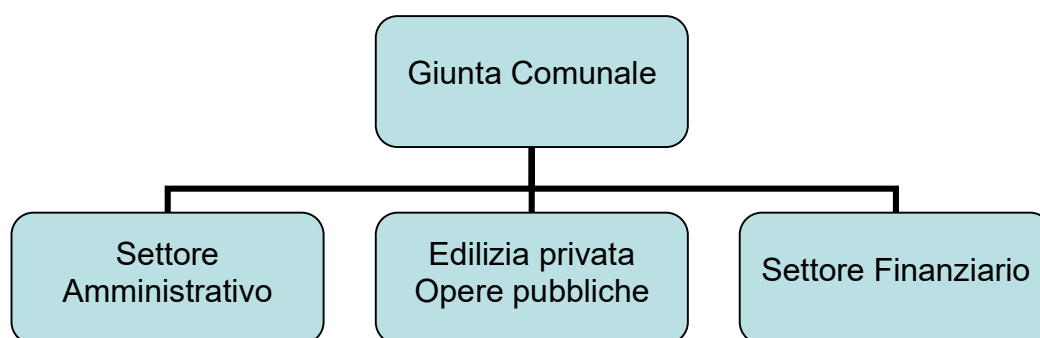 Giunta Comunale
Settore
Amministrativo
Edilizia privata
Opere pubbliche
Settore Finanziario